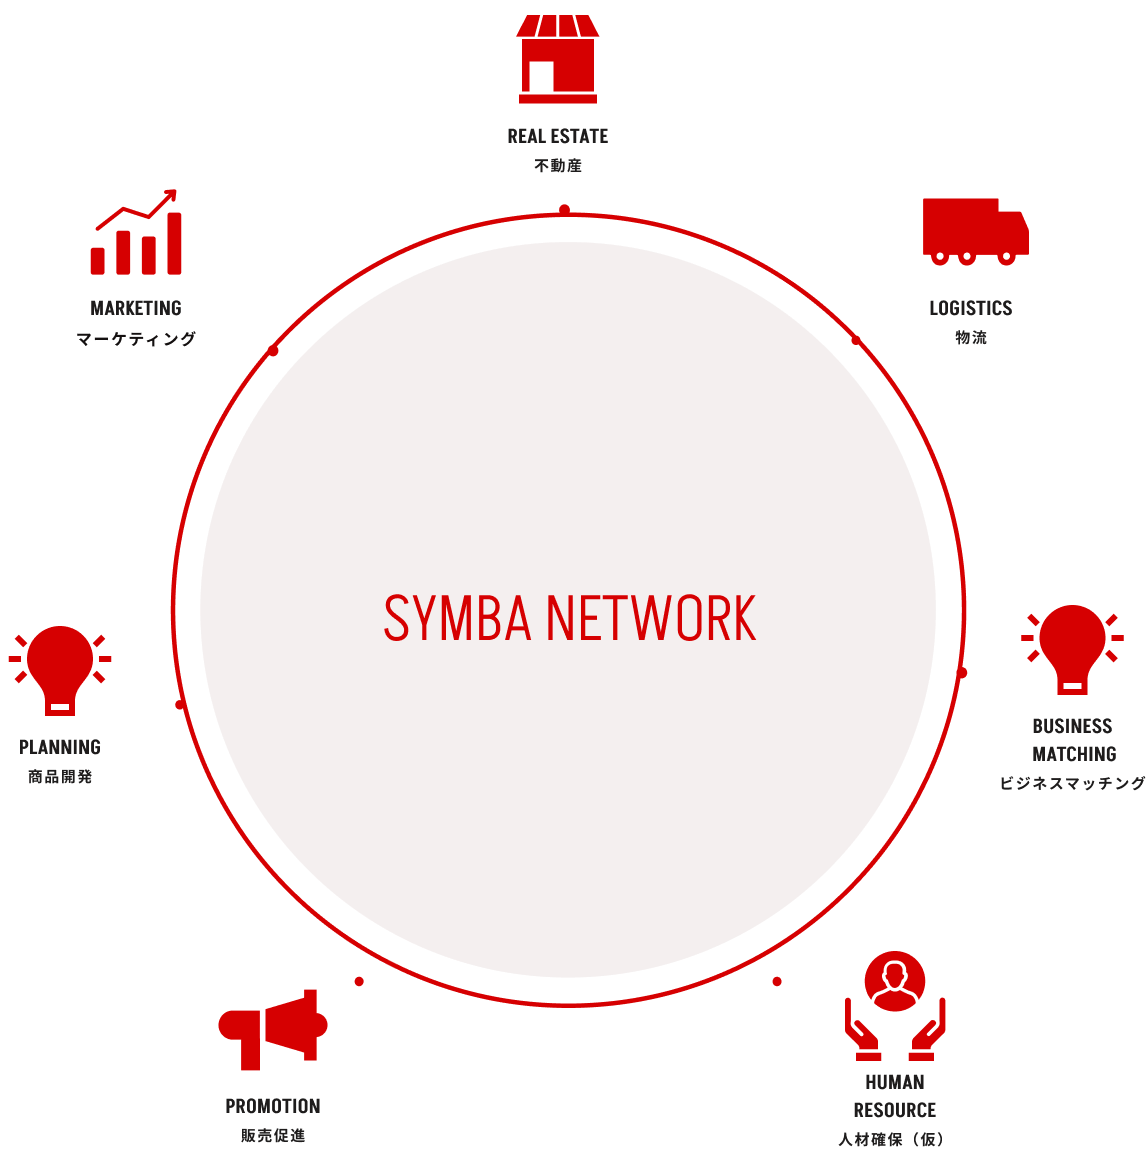 REAL ESTATE
不動産
MARKETING
マーケティング
LOGISTICS
物流
SYMBA NETWORK
PLANNING
商品開発
BUSINESS
MATCHING
ビジネスマッチング
PROMOTION
販売促進
HUMAN
RESOURCE
人材確保（仮）